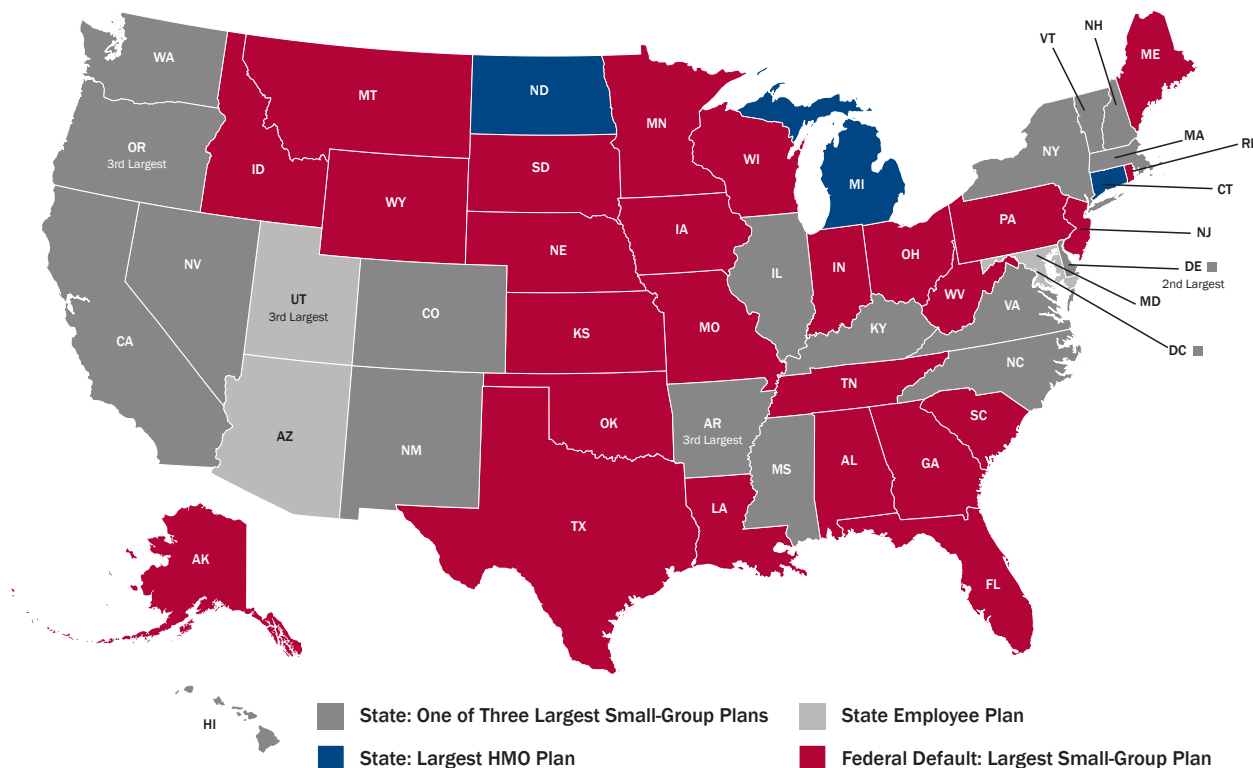 WA
MT
ND
MN
VT
NH
ME
OR
3rd Largest
ID
SD
WI
MI
NY
MA
RI
CT
WY
IA
PA
NJ
NV
UT
3rd Largest
CO
NE
IL
IN
OH
WV
VA
DE
2nd Largest
MD
DC
CA
KS
MO
KY
NC
TN
AZ
NM
OK
AR
3rd Largest
MS
AL
GA
SC
TX
LA
FL
AK
HI
State: One of Three Largest Small-Group Plans
State Employee Plan
State: Largest HMO Plan
Federal Default: Largest Small-Group Plan